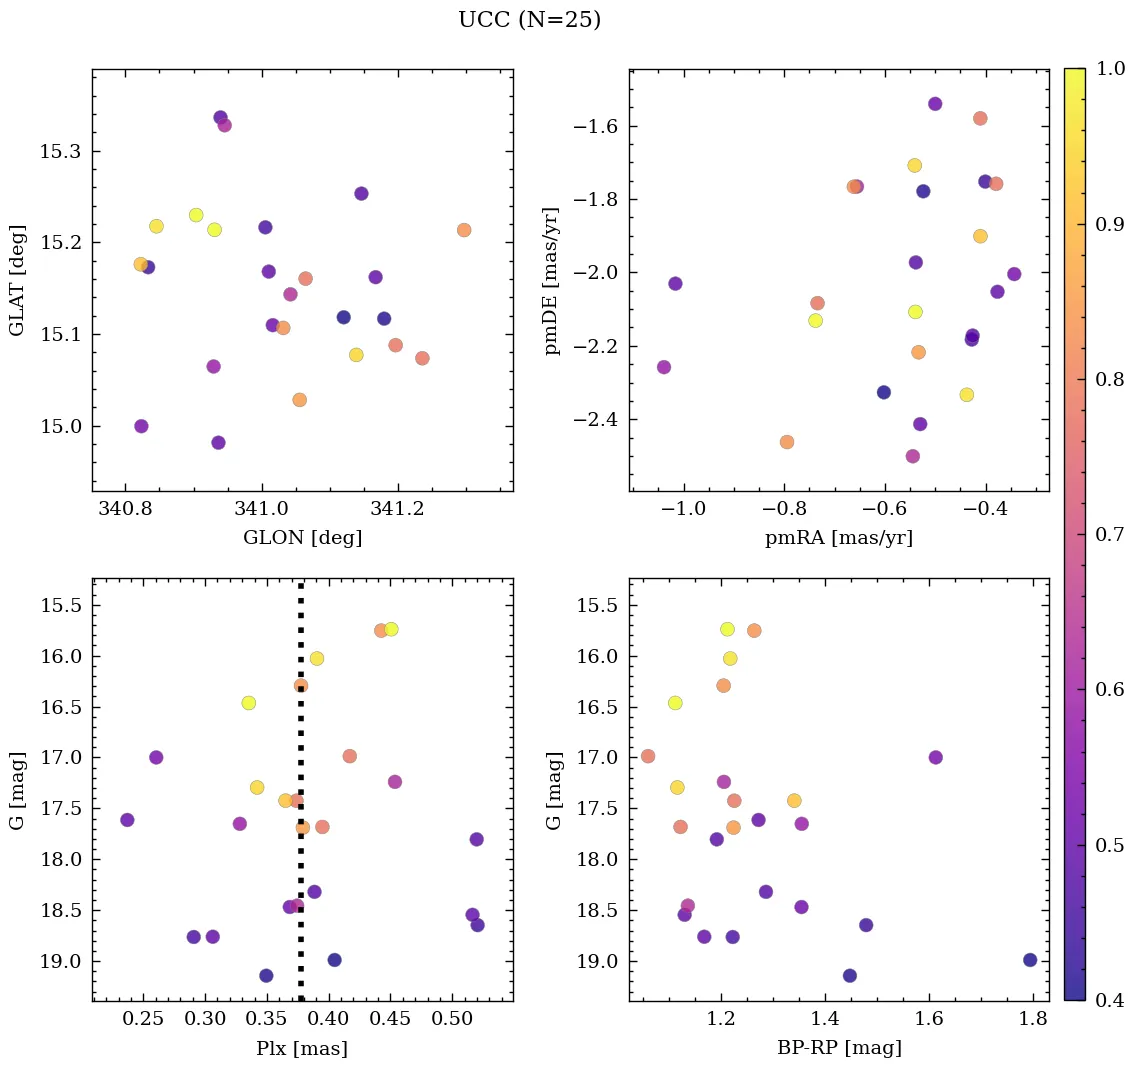 UCC (N=25)
15.3
15.2
15.1
15.0
GLAT [deg]
340.8 341.0 341.2
GLON [deg]
−1.6
−1.8
−2.0
−2.2
−2.4
pmDE [mas/yr]
−1.0 −0.8 −0.6 −0.4
pmRA [mas/yr]
15.5
16.0
16.5
17.0
17.5
18.0
18.5
19.0
G [mag]
0.25 0.30 0.35 0.40 0.45 0.50
Plx [mas]
15.5
16.0
16.5
17.0
17.5
18.0
18.5
19.0
G [mag]
1.2 1.4 1.6 1.8
BP-RP [mag]
1.0
0.9
0.8
0.7
0.6
0.5
0.4